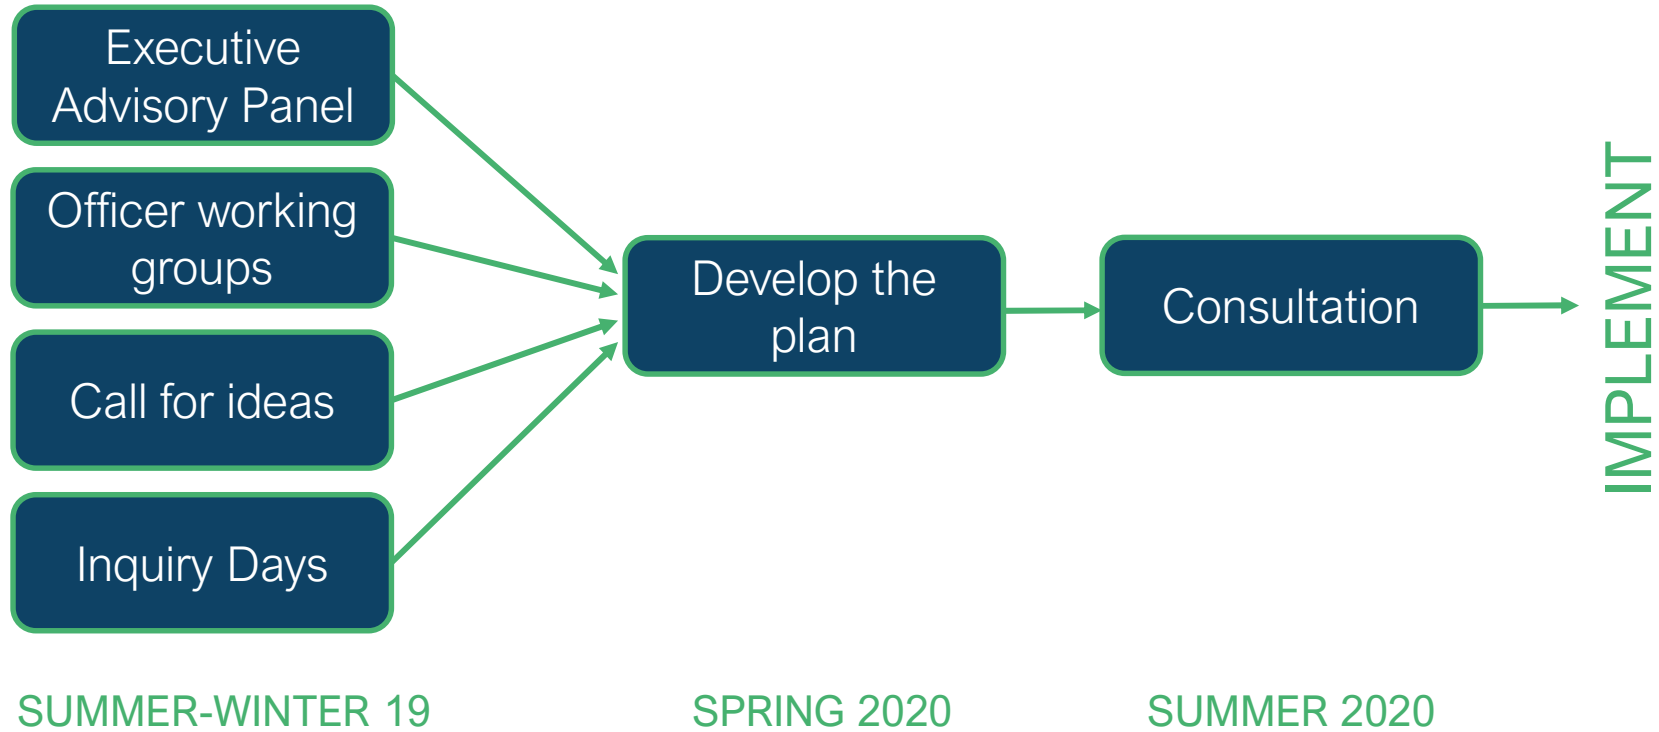 Executive
Advisory Panel
Officer working
groups
Call for ideas
Inquiry Days
Develop the
plan
Consultation
IMPLEMENT
SUMMER-WINTER 19
SPRING 2020
SUMMER 2020